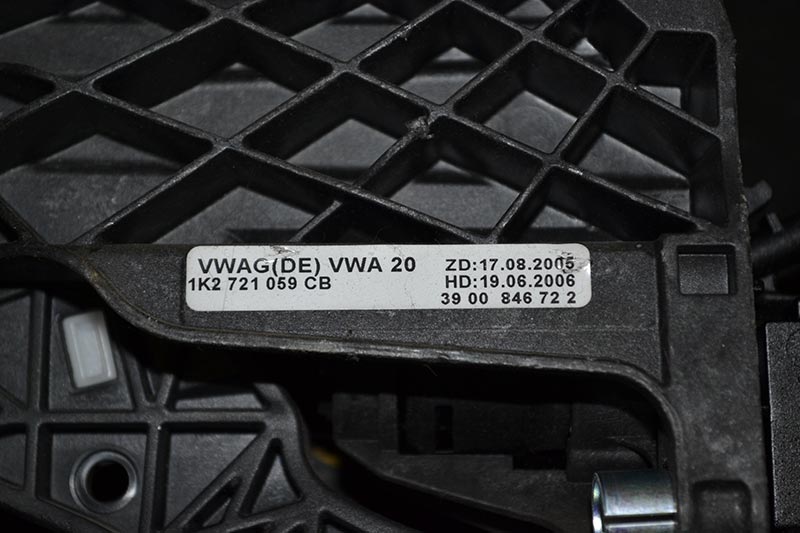 VWAG(DE) VWA 20 ZD:17.08.2005
1K2 721 059 CB HD:19.06.2006
39 00 846 72 2